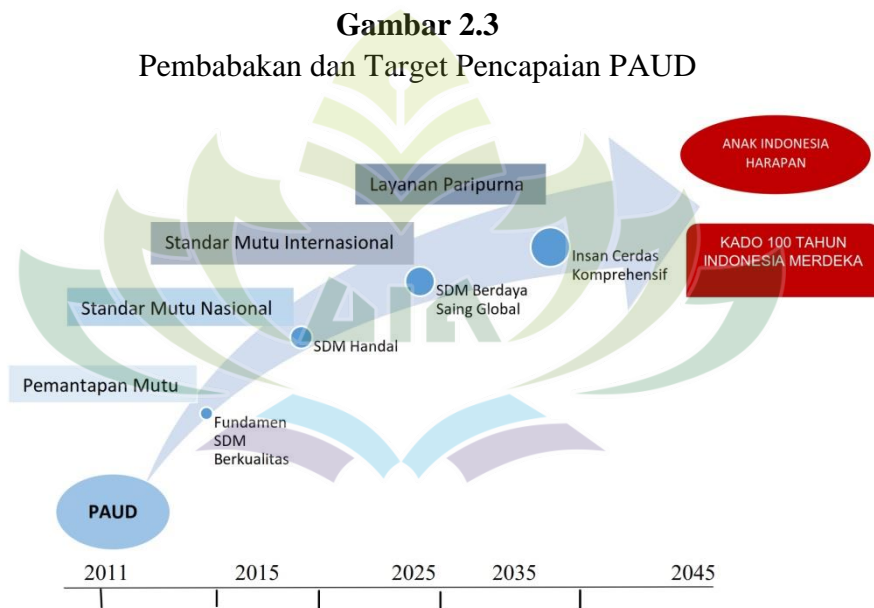 Gambar 2.3
Pembabakan dan Target Pencapaian PAUD
ANAK INDONESIA
HARAPAN
Layanan Paripurna
Standar Mutu Internasional
KADO 100 TAHUN
INDONESIA MERDEKA
Insan Cerdas
Komprehensif
SDM Berdaya
Saing Global
Standar Mutu Nasional
SDM Handal
Pemantapan Mutu
Fundamen
SDM
Berkualitas
PAUD
2011 2015 2025 2035 2045